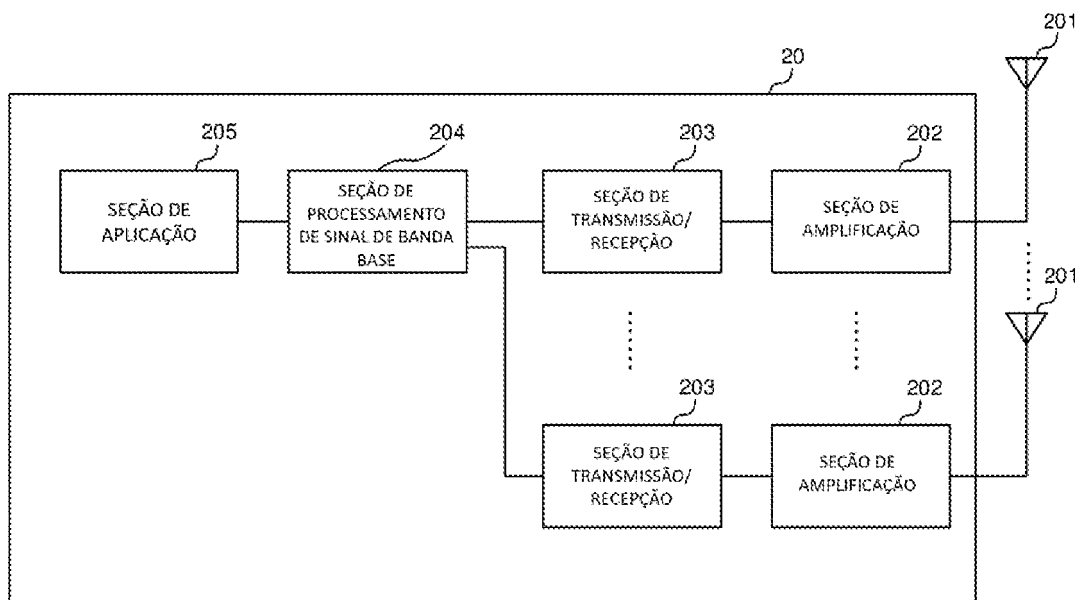 201
20
205
204
203
202
SEÇÃO DE
APLICAÇÃO
SEÇÃO DE
PROCESSAMENTO
DE SINAL DE BANDA
BASE
SEÇÃO DE
TRANSMISSÃO/
RECEPÇÃO
SEÇÃO DE
AMPLIFICAÇÃO
201
203
202
SEÇÃO DE
TRANSMISSÃO/
RECEPÇÃO
SEÇÃO DE
AMPLIFICAÇÃO